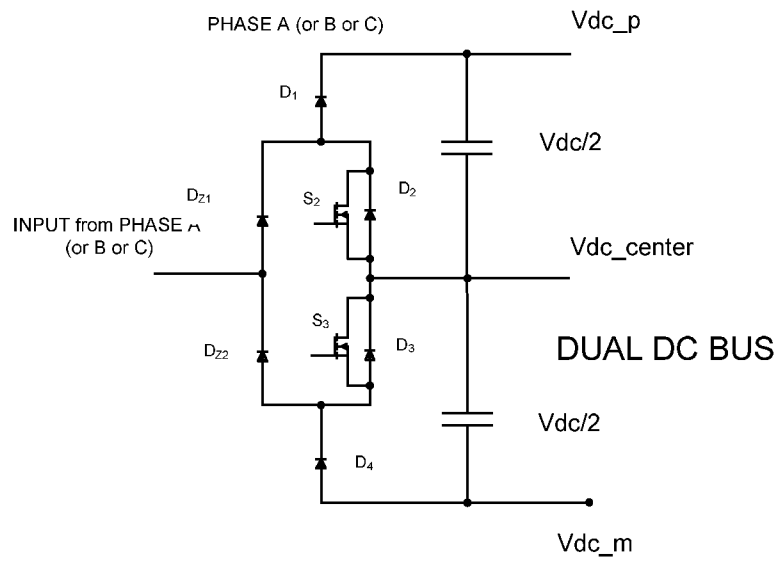 PHASE A (or B or C)
Vdc_p
D1
Vdc/2
DZ1
S2
D2
INPUT from PHASE A
(or B or C)
Vdc_center
S3
DZ2
D3
DUAL DC BUS
Vdc/2
D4
Vdc_m